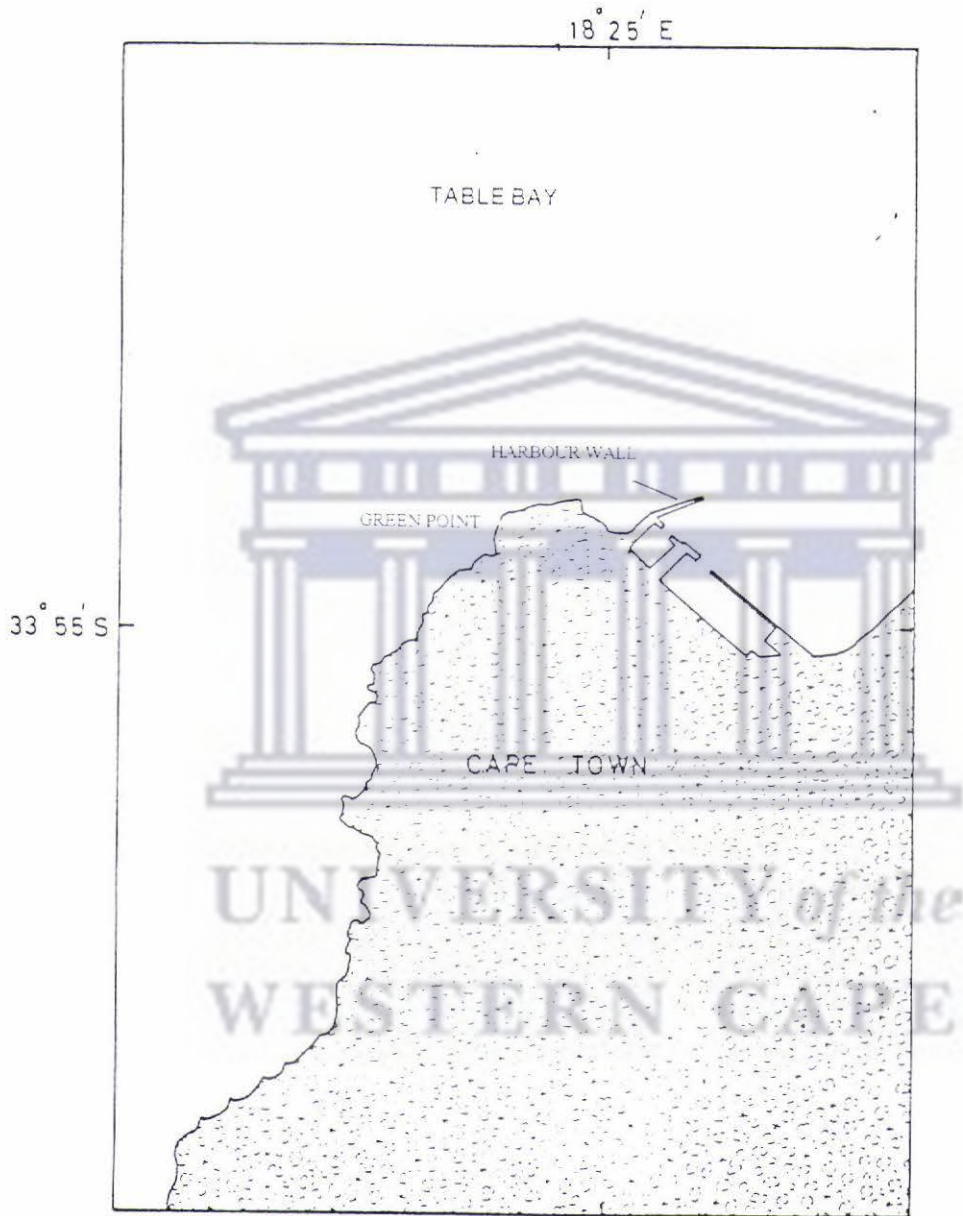 18° 25′ E
TABLE BAY
HARBOUR WALL
GREEN POINT
33° 55′ S
CAPE TOWN
UNIVERSITY of the
WESTERN CAPE